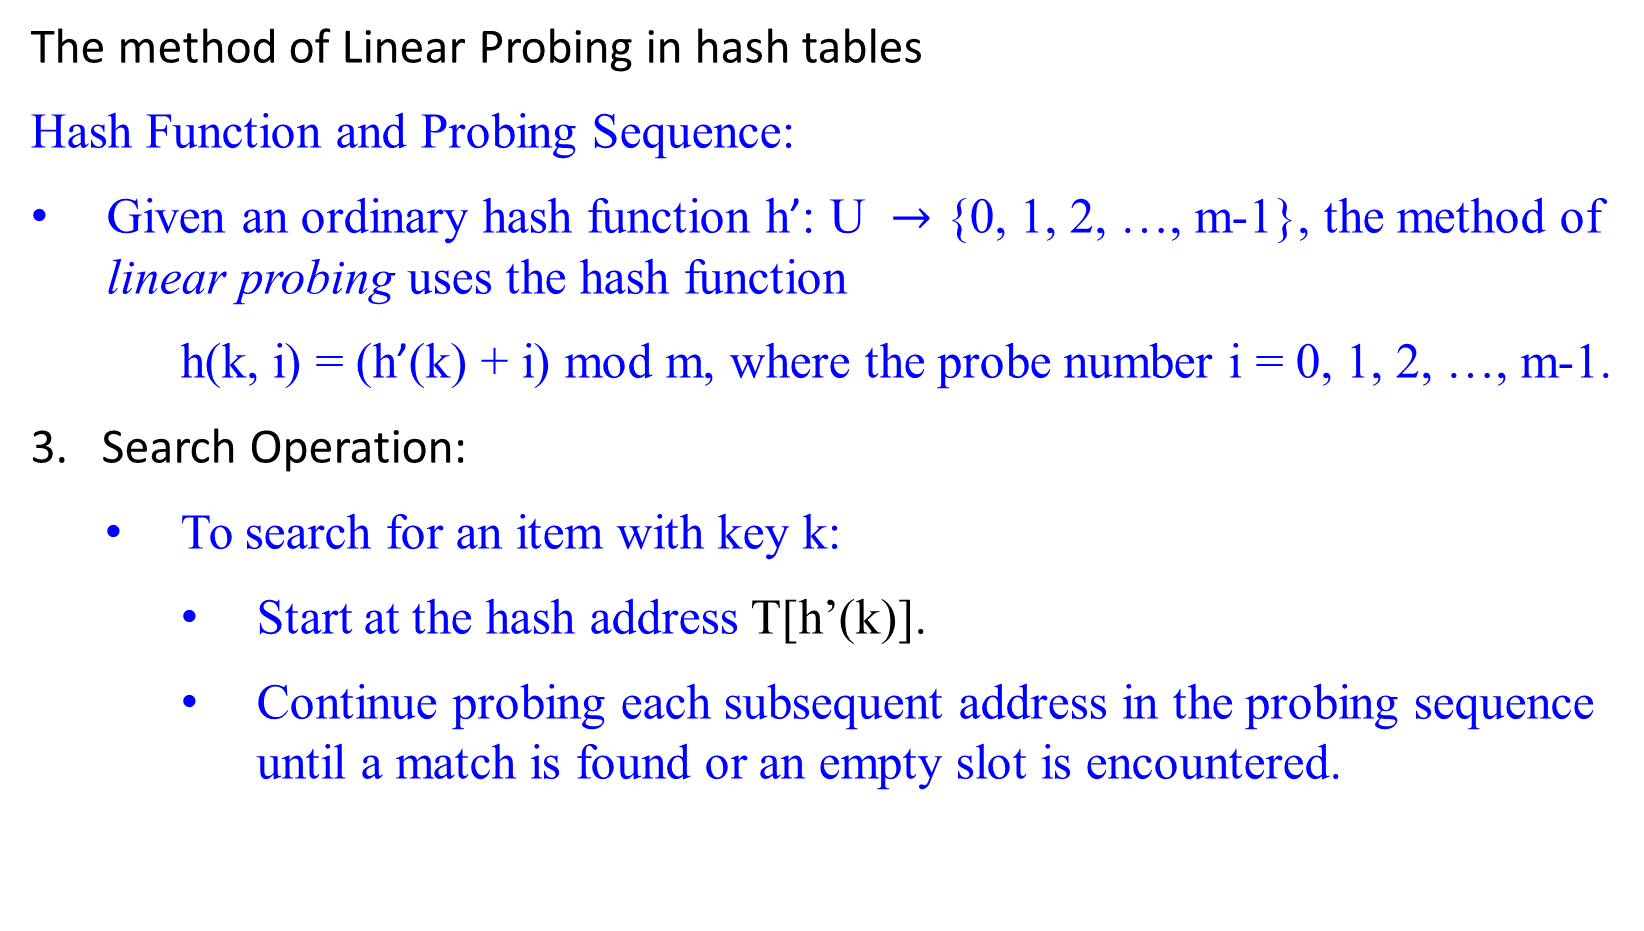 The method of Linear Probing in hash tables
Hash Function and Probing Sequence:
• Given an ordinary hash function h′: U → {0, 1, 2, …, m-1}, the method of
linear probing uses the hash function
h(k, i) = (h′(k) + i) mod m, where the probe number i = 0, 1, 2, …, m-1.
3. Search Operation:
• To search for an item with key k:
• Start at the hash address T[h’(k)].
• Continue probing each subsequent address in the probing sequence
until a match is found or an empty slot is encountered.